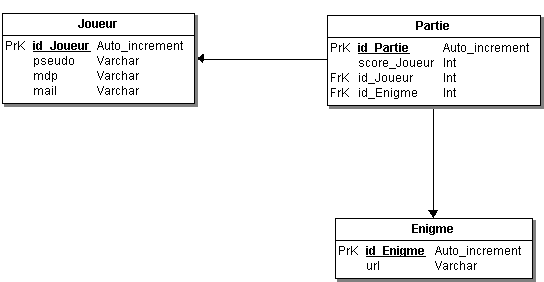 Joueur
PrK id_Joueur Auto_increment
pseudo Varchar
mdp Varchar
mail Varchar
Partie
PrK id_Partie Auto_increment
score_Joueur Int
FrK id_Joueur Int
FrK id_Enigme Int
Enigme
PrK id_Enigme Auto_increment
url Varchar